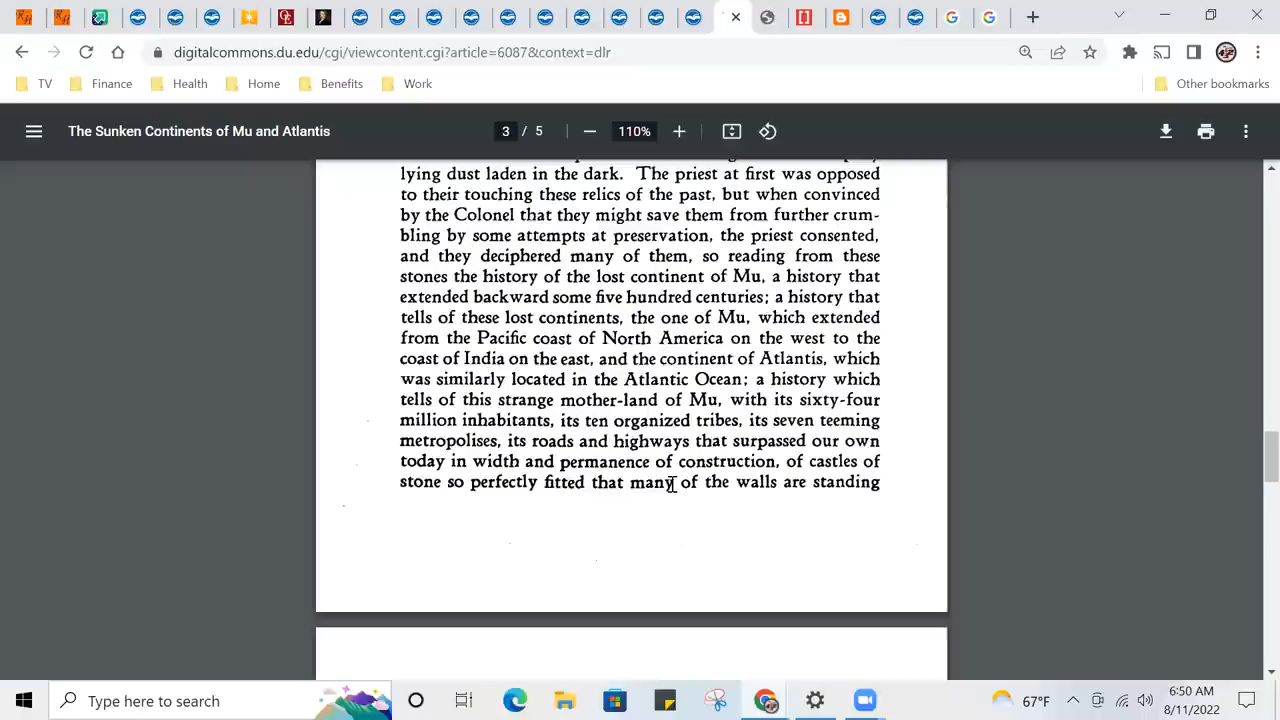 digitalcommons.du.edu/cgi/viewcontent.cgi?article=6087&context=dlr
TV Finance Health Home Benefits Work Other bookmarks
The Sunken Continents of Mu and Atlantis 3 / 5 110%
lying dust laden in the dark. The priest at first was opposed
to their touching these relics of the past, but when convinced
by the Colonel that they might save them from further crum-
bling by some attempts at preservation, the priest consented,
and they deciphered many of them, so reading from these
stones the history of the lost continent of Mu, a history that
extended backward some five hundred centuries; a history that
tells of these lost continents, the one of Mu, which extended
from the Pacific coast of North America on the west to the
coast of India on the east, and the continent of Atlantis, which
was similarly located in the Atlantic Ocean; a history which
tells of this strange mother-land of Mu, with its sixty-four
million inhabitants, its ten organized tribes, its seven teeming
metropolises, its roads and highways that surpassed our own
today in width and permanence of construction, of castles of
stone so perfectly fitted that many of the walls are standing
Type here to search 67°F 6:50 AM
8/11/2022